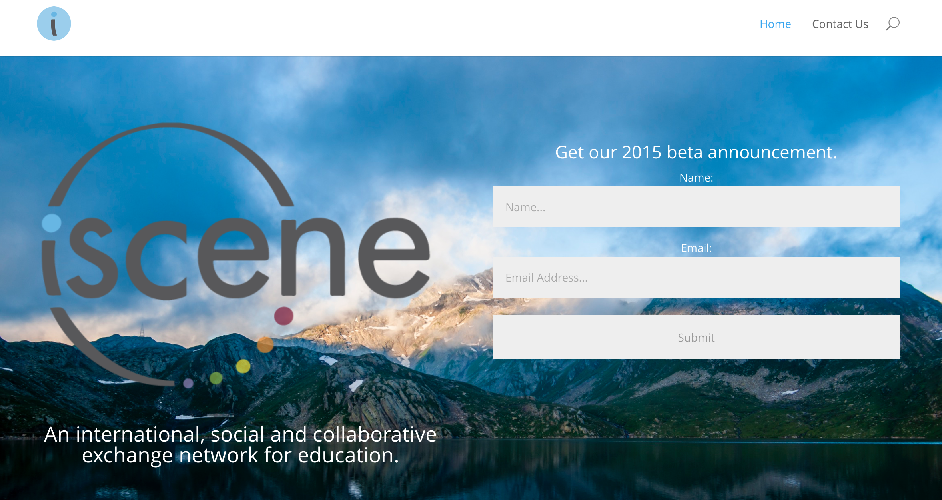 i
Home
Contact Us
iscene
Get our 2015 beta announcement.
Name:
Name...
Email:
Email Address...
Submit
An international, social and collaborative
exchange network for education.